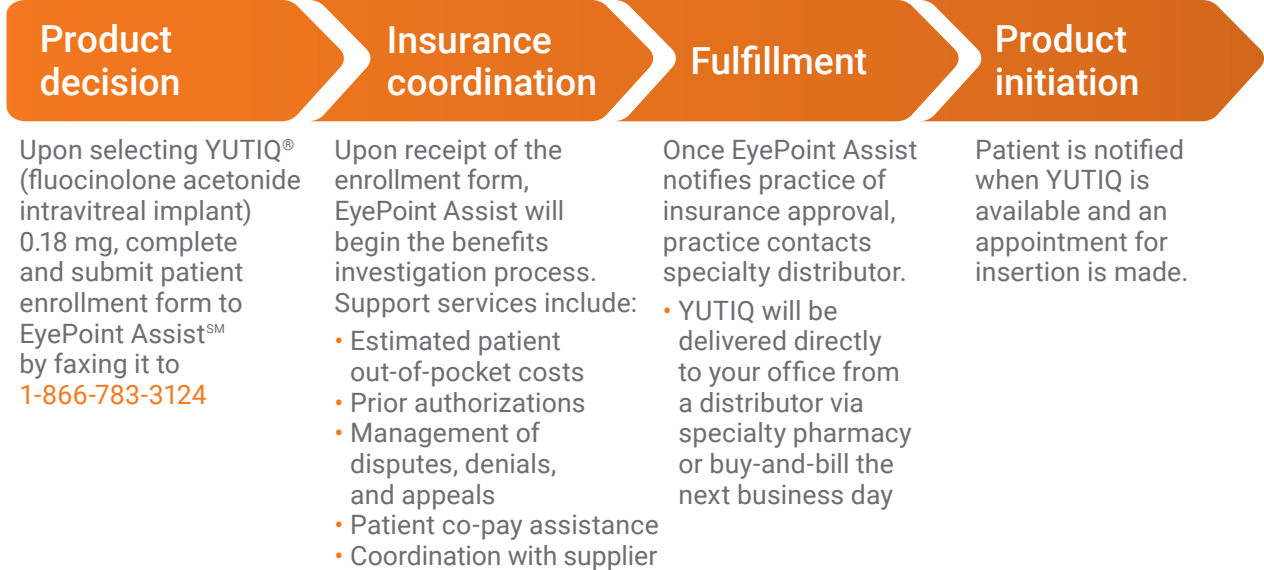 Product
decision
Insurance
coordination
Fulfillment
Product
initiation
Upon selecting YUTIQ®
(fluocinolone acetonide
intravitreal implant)
0.18 mg, complete
and submit patient
enrollment form to
EyePoint Assist℠
by faxing it to
1-866-783-3124
Upon receipt of the
enrollment form,
EyePoint Assist will
begin the benefits
investigation process.
Support services include:
• Estimated patient
out-of-pocket costs
• Prior authorizations
• Management of
disputes, denials,
and appeals
• Patient co-pay assistance
• Coordination with supplier
Once EyePoint Assist
notifies practice of
insurance approval,
practice contacts
specialty distributor.
• YUTIQ will be
delivered directly
to your office from
a distributor via
specialty pharmacy
or buy-and-bill the
next business day
Patient is notified
when YUTIQ is
available and an
appointment for
insertion is made.